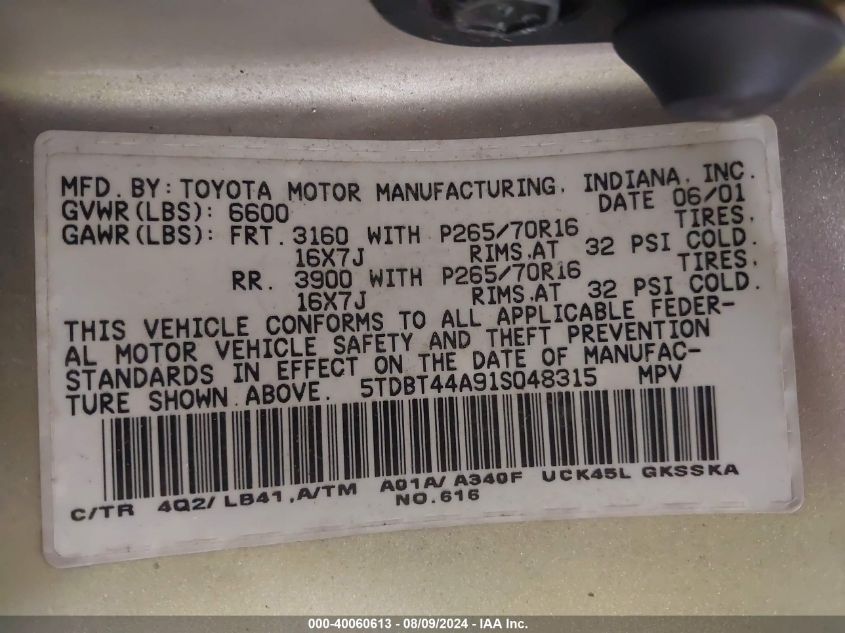 MFD. BY: TOYOTA MOTOR MANUFACTURING, INDIANA, INC.
GVWR(LBS): 6600 DATE 06/01
GAWR(LBS): FRT. 3160 WITH P265/70R16 TIRES,
16X7J RIMS.AT 32 PSI COLD.
RR. 3900 WITH P265/70R16 TIRES,
16X7J RIMS.AT 32 PSI COLD.
THIS VEHICLE CONFORMS TO ALL APPLICABLE FEDER-
AL MOTOR VEHICLE SAFETY AND THEFT PREVENTION
STANDARDS IN EFFECT ON THE DATE OF MANUFAC-
TURE SHOWN ABOVE. 5TDBT44A91S048315 MPV
C/TR 4Q2/ LB41 ,A/TM A01A/ A340F UCK45L GKSSKA
NO.616
000-40060613 - 08/09/2024 - IAA Inc.